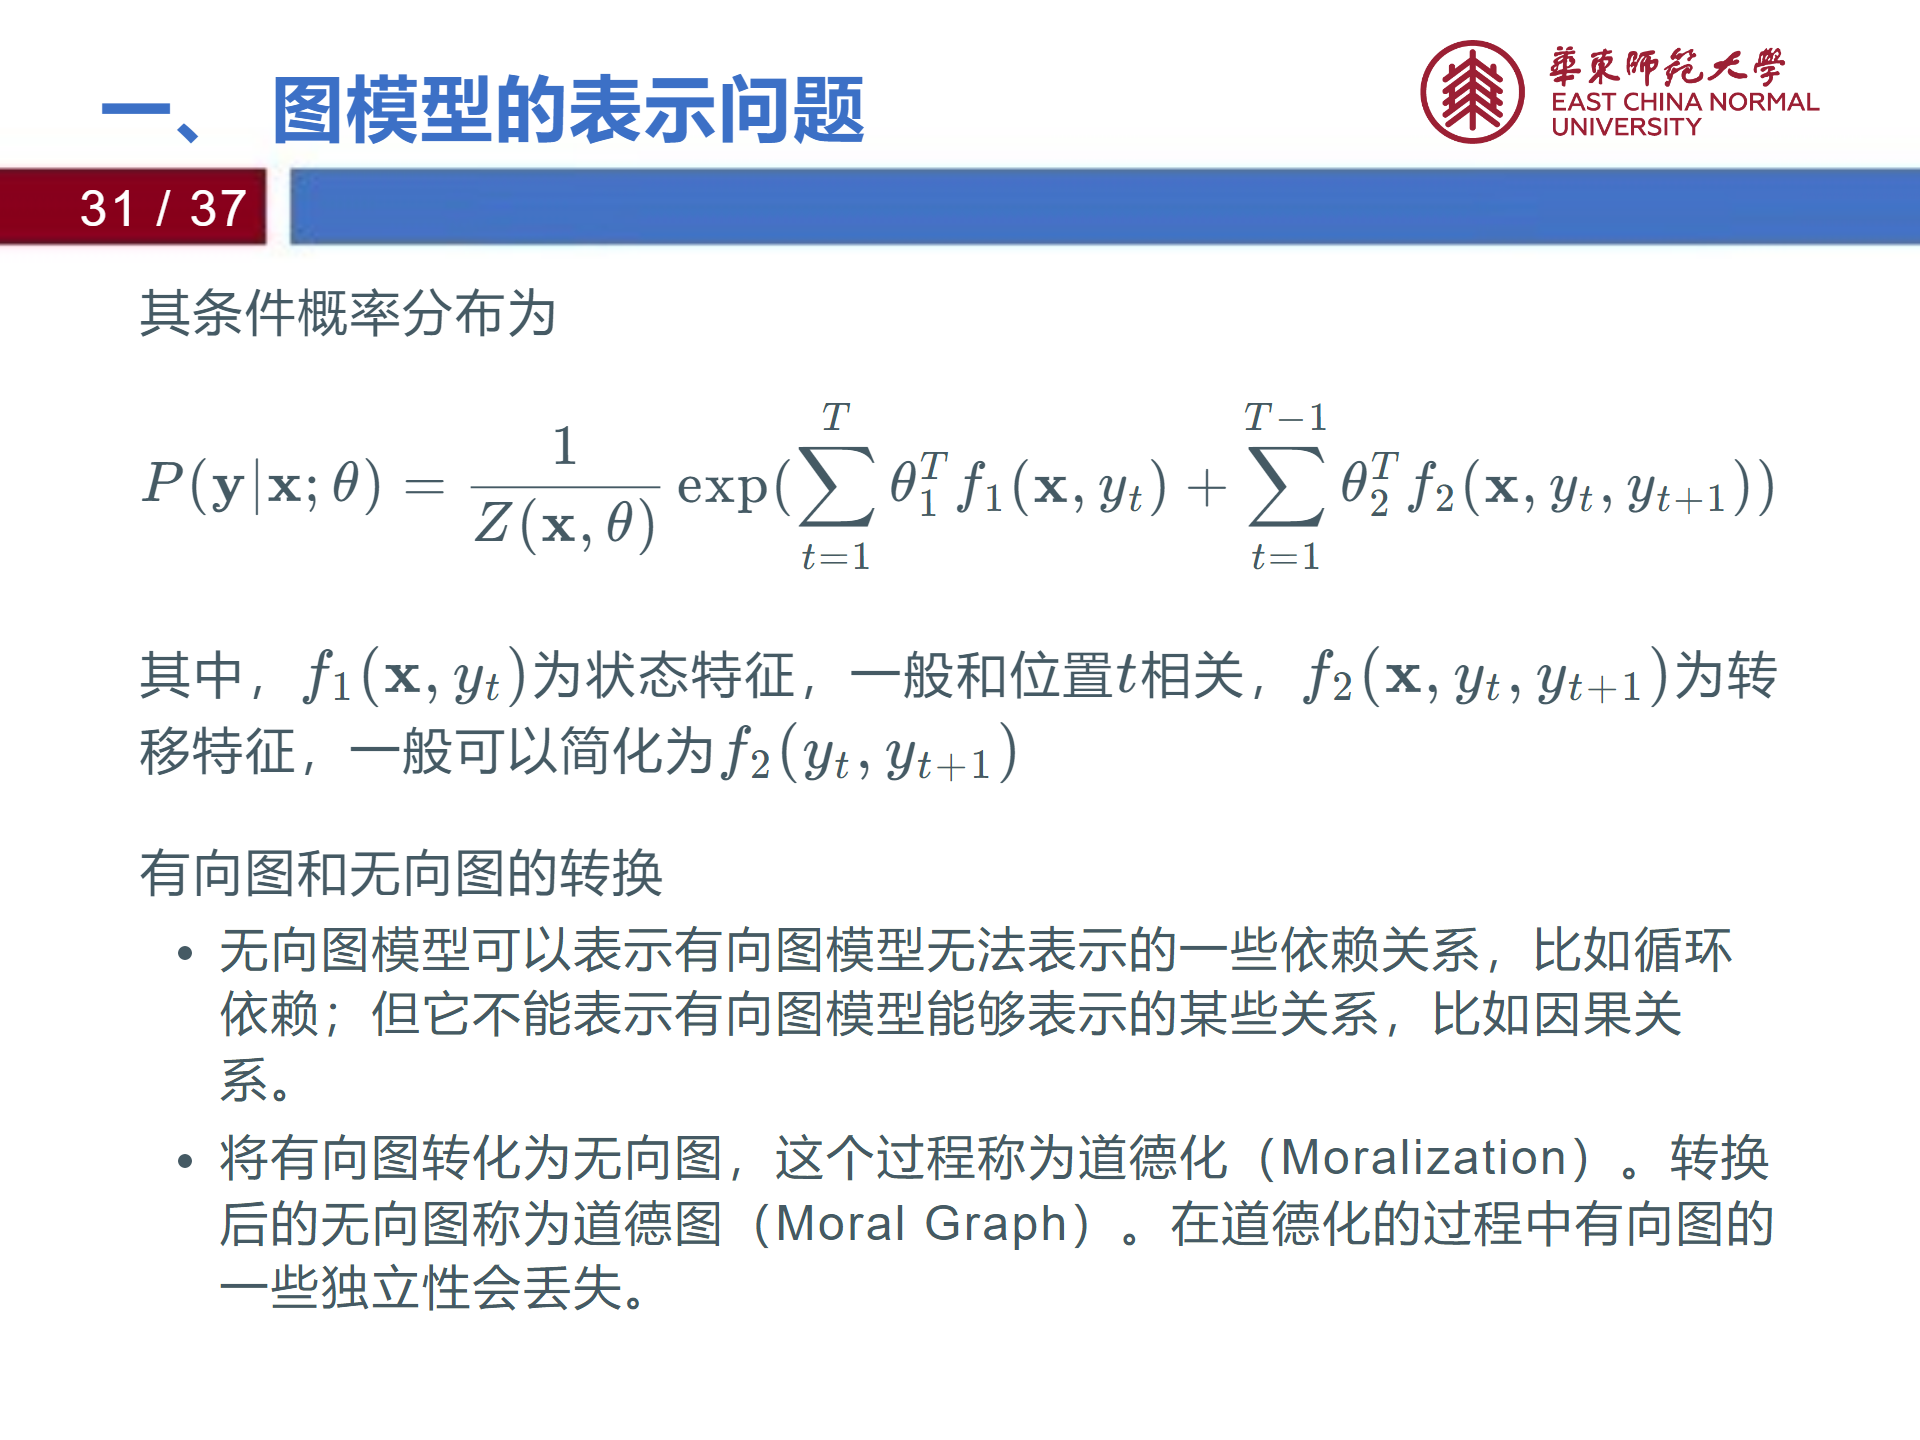 一、 图模型的表示问题
華東師範大學
EAST CHINA NORMAL
UNIVERSITY
31 / 37
其条件概率分布为
P(y|x; θ) = \frac{1}{Z(x, θ)} exp(\sum_{t=1}^{T} θ_1^T f_1(x, y_t) + \sum_{t=1}^{T-1} θ_2^T f_2(x, y_t, y_{t+1}))
其中，f_1(x, y_t)为状态特征，一般和位置t相关，f_2(x, y_t, y_{t+1})为转
移特征，一般可以简化为f_2(y_t, y_{t+1})
有向图和无向图的转换
• 无向图模型可以表示有向图模型无法表示的一些依赖关系，比如循环
依赖；但它不能表示有向图模型能够表示的某些关系，比如因果关
系。
• 将有向图转化为无向图，这个过程称为道德化（Moralization）。转换
后的无向图称为道德图（Moral Graph）。在道德化的过程中有向图的
一些独立性会丢失。